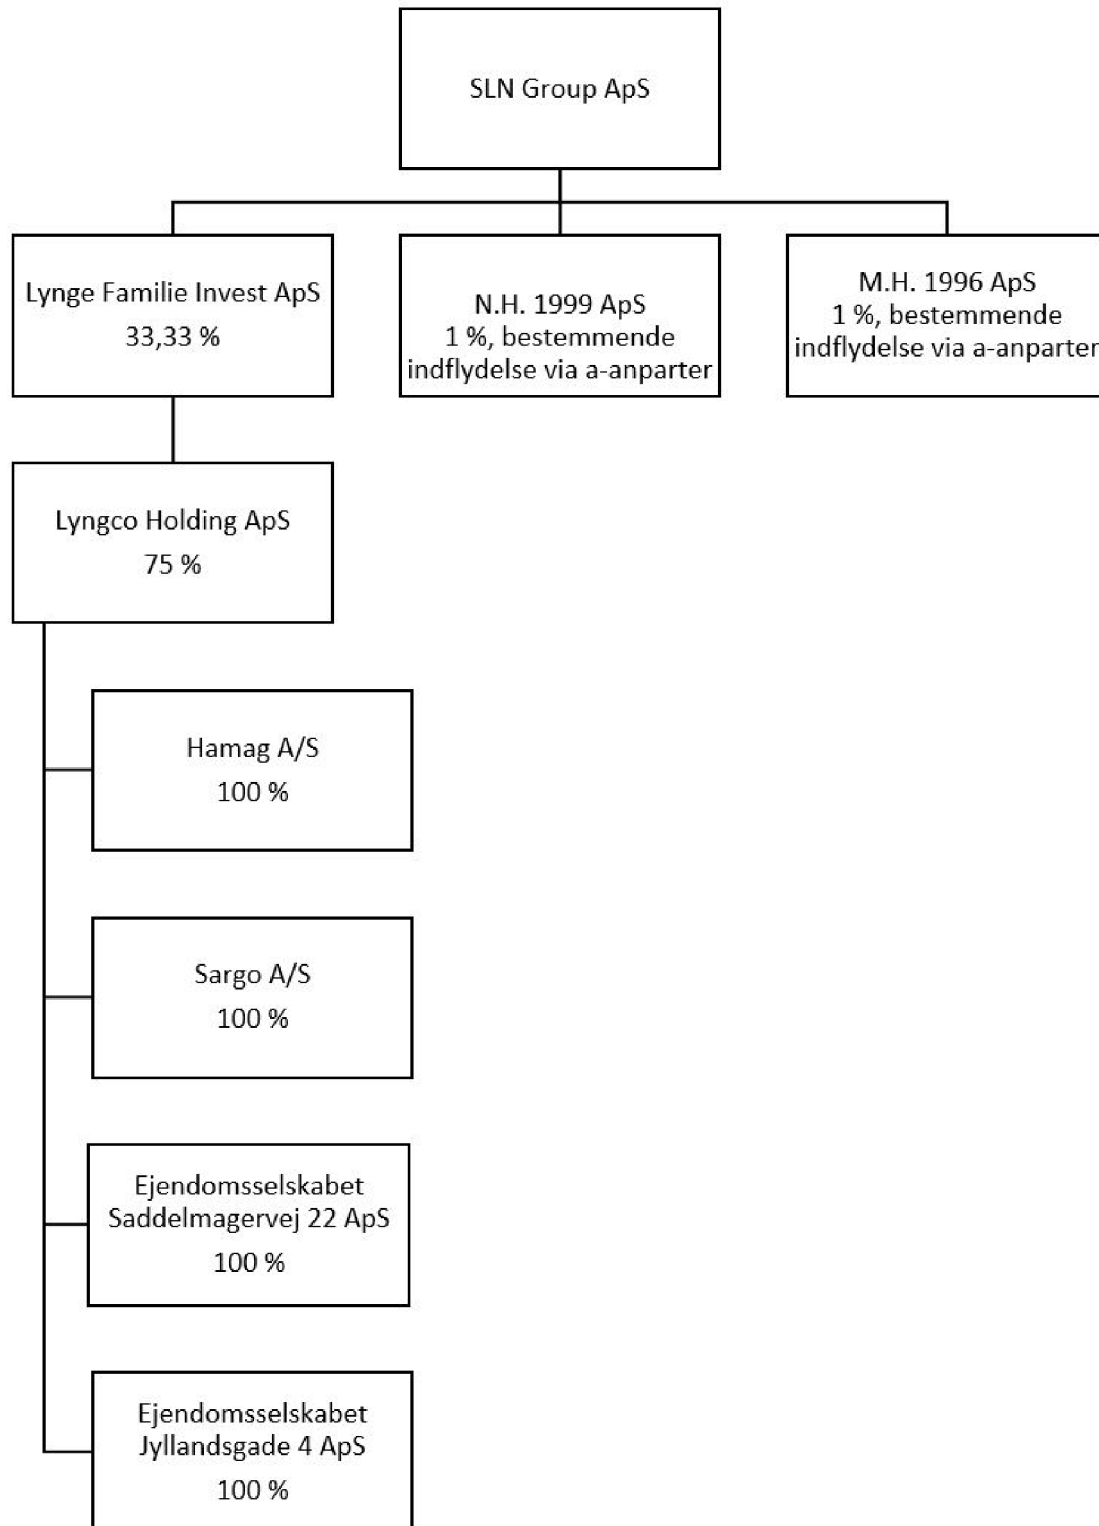 SLN Group ApS
Lynge Familie Invest ApS
33,33 %
N.H. 1999 ApS
1 %, bestemmende
indflydelse via a-anparter
M.H. 1996 ApS
1 %, bestemmende
indflydelse via a-anparter
Lyngco Holding ApS
75 %
Hamag A/S
100 %
Sargo A/S
100 %
Ejendomsselskabet
Saddelmagervej 22 ApS
100 %
Ejendomsselskabet
Jyllandsgade 4 ApS
100 %